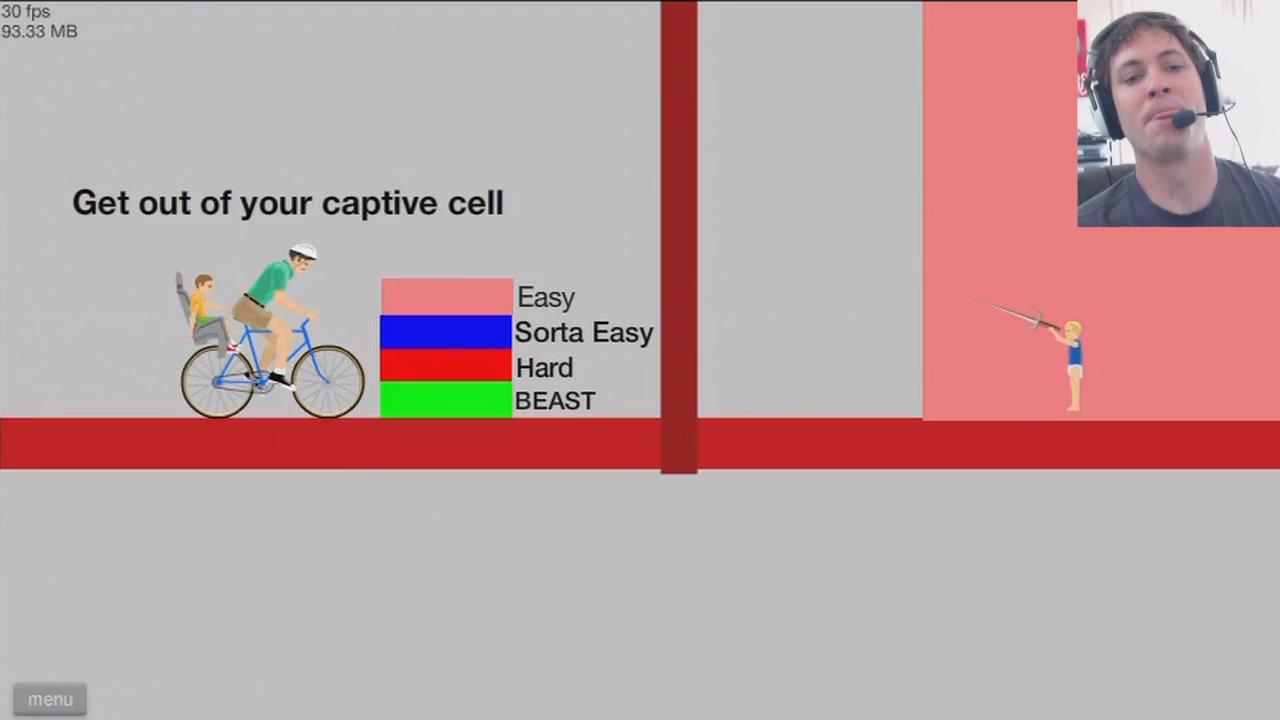 30 fps
93.33 MB
Get out of your captive cell
Easy
Sorta Easy
Hard
BEAST
menu